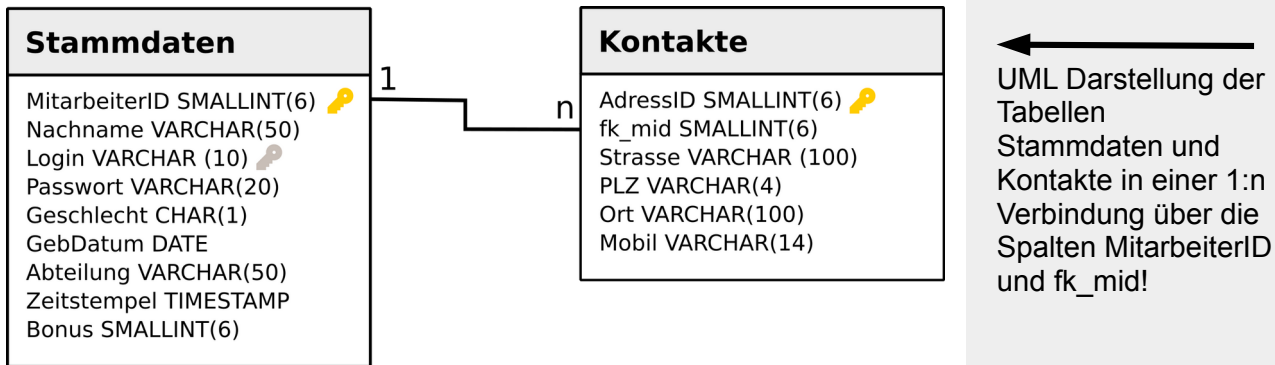 Stammdaten
MitarbeiterID SMALLINT(6)
Nachname VARCHAR(50)
Login VARCHAR (10)
Passwort VARCHAR(20)
Geschlecht CHAR(1)
GebDatum DATE
Abteilung VARCHAR(50)
Zeitstempel TIMESTAMP
Bonus SMALLINT(6)
1
n
Kontakte
AdressID SMALLINT(6)
fk_mid SMALLINT(6)
Strasse VARCHAR (100)
PLZ VARCHAR(4)
Ort VARCHAR(100)
Mobil VARCHAR(14)
UML Darstellung der
Tabellen
Stammdaten und
Kontakte in einer 1:n
Verbindung über die
Spalten MitarbeiterID
und fk_mid!